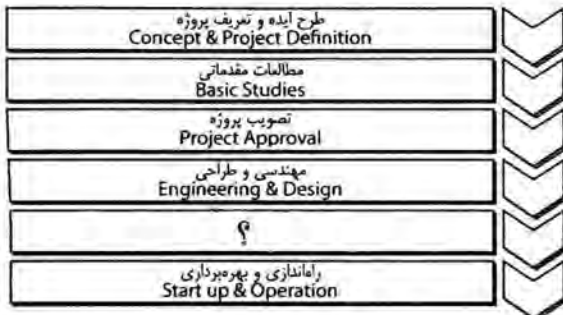 طرح ایده و تعریف پروژه
Concept & Project Definition
مطالعات مقدماتی
Basic Studies
تصویب پروژه
Project Approval
مهندسی و طراحی
Engineering & Design
؟
راه‌اندازی و بهره‌برداری
Start up & Operation